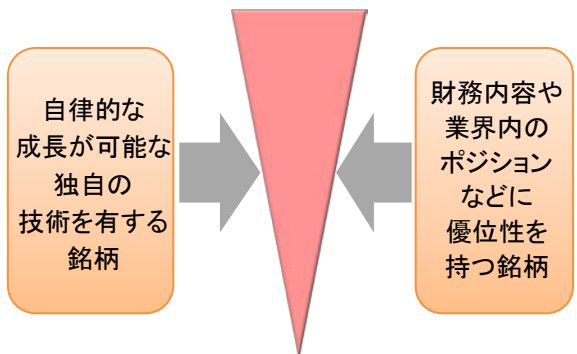 自律的な
成長が可能な
独自の
技術を有する
銘柄
財務内容や
業界内の
ポジション
などに
優位性を
持つ銘柄